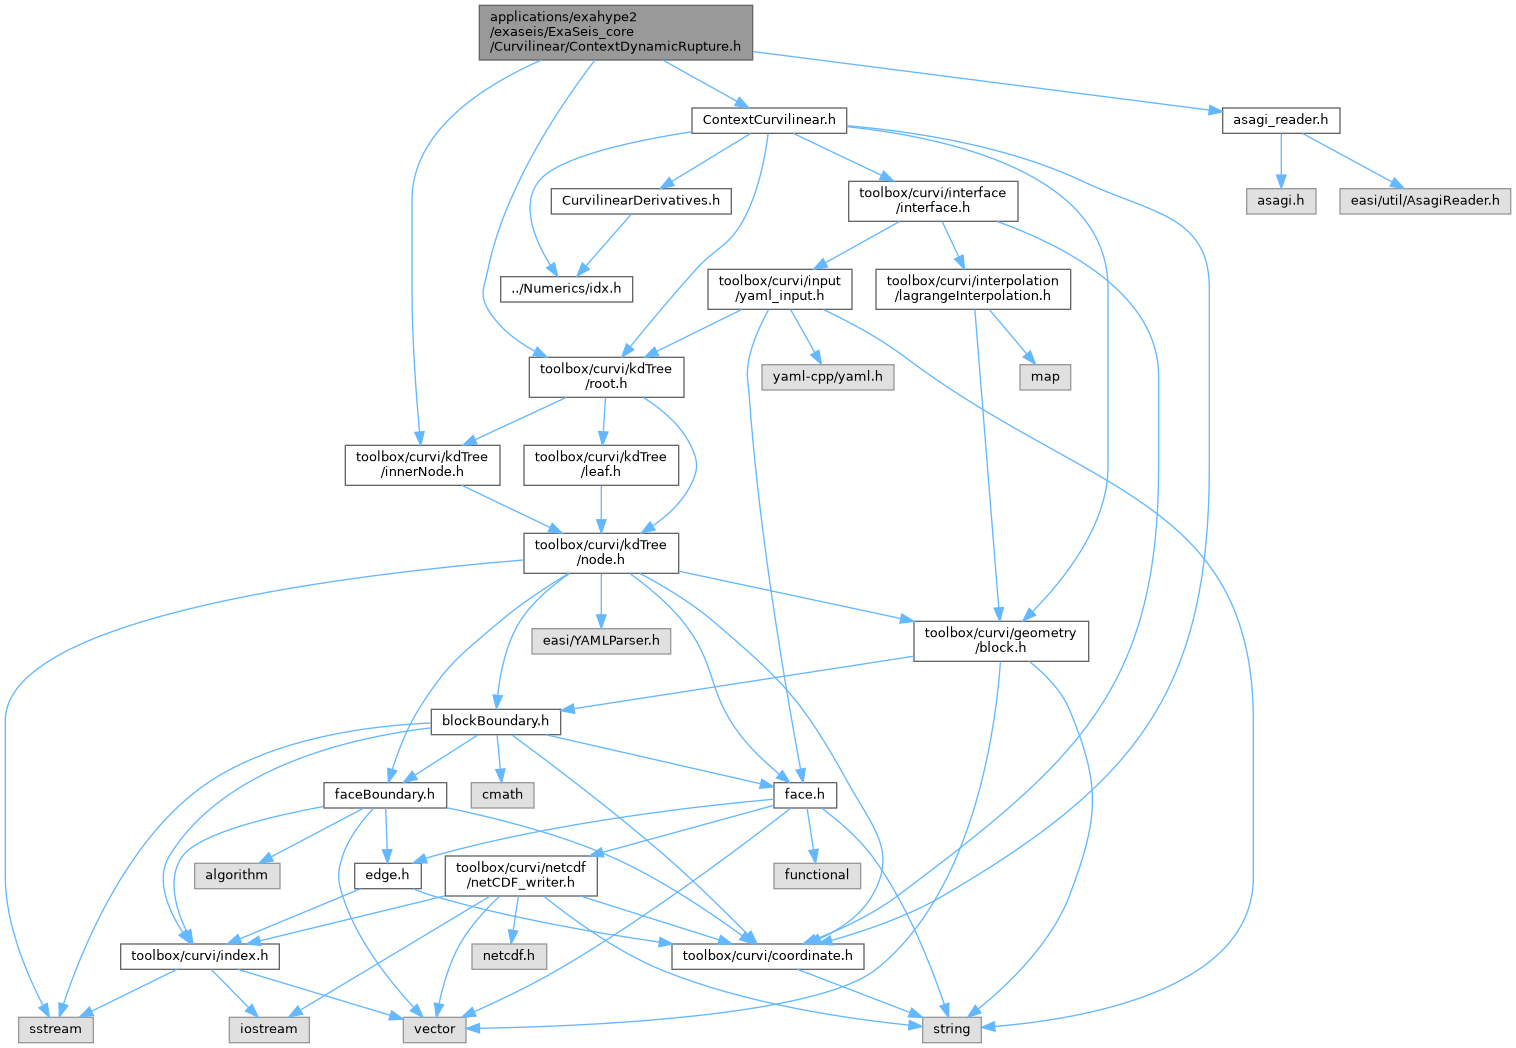 applications/exahype2
/exaseis/ExaSeis_core
/Curvilinear/ContextDynamicRupture.h
ContextCurvilinear.h
asagi_reader.h
CurvilinearDerivatives.h
toolbox/curvi/interface
/interface.h
asagi.h
easi/util/AsagiReader.h
../Numerics/idx.h
toolbox/curvi/input
/yaml_input.h
toolbox/curvi/interpolation
/lagrangeInterpolation.h
toolbox/curvi/kdTree
/root.h
yaml-cpp/yaml.h
map
toolbox/curvi/kdTree
/innerNode.h
toolbox/curvi/kdTree
/leaf.h
toolbox/curvi/kdTree
/node.h
easi/YAMLParser.h
toolbox/curvi/geometry
/block.h
blockBoundary.h
faceBoundary.h
cmath
face.h
algorithm
edge.h
toolbox/curvi/netcdf
/netCDF_writer.h
functional
toolbox/curvi/index.h
netcdf.h
toolbox/curvi/coordinate.h
sstream
iostream
vector
string